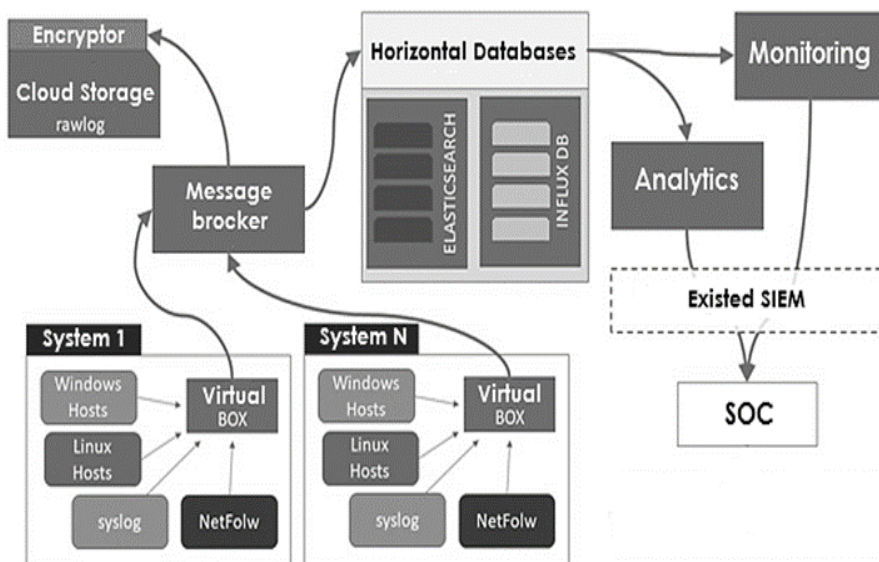 Encryptor
Cloud Storage
rawlog
Horizontal Databases
Monitoring
Message
brocker
ELASTICSEARCH
INFLUX DB
Analytics
Existed SIEM
SOC
System 1
Windows
Hosts
Linux
Hosts
syslog
NetFolw
Virtual
BOX
System N
Windows
Hosts
Linux
Hosts
syslog
NetFolw
Virtual
BOX